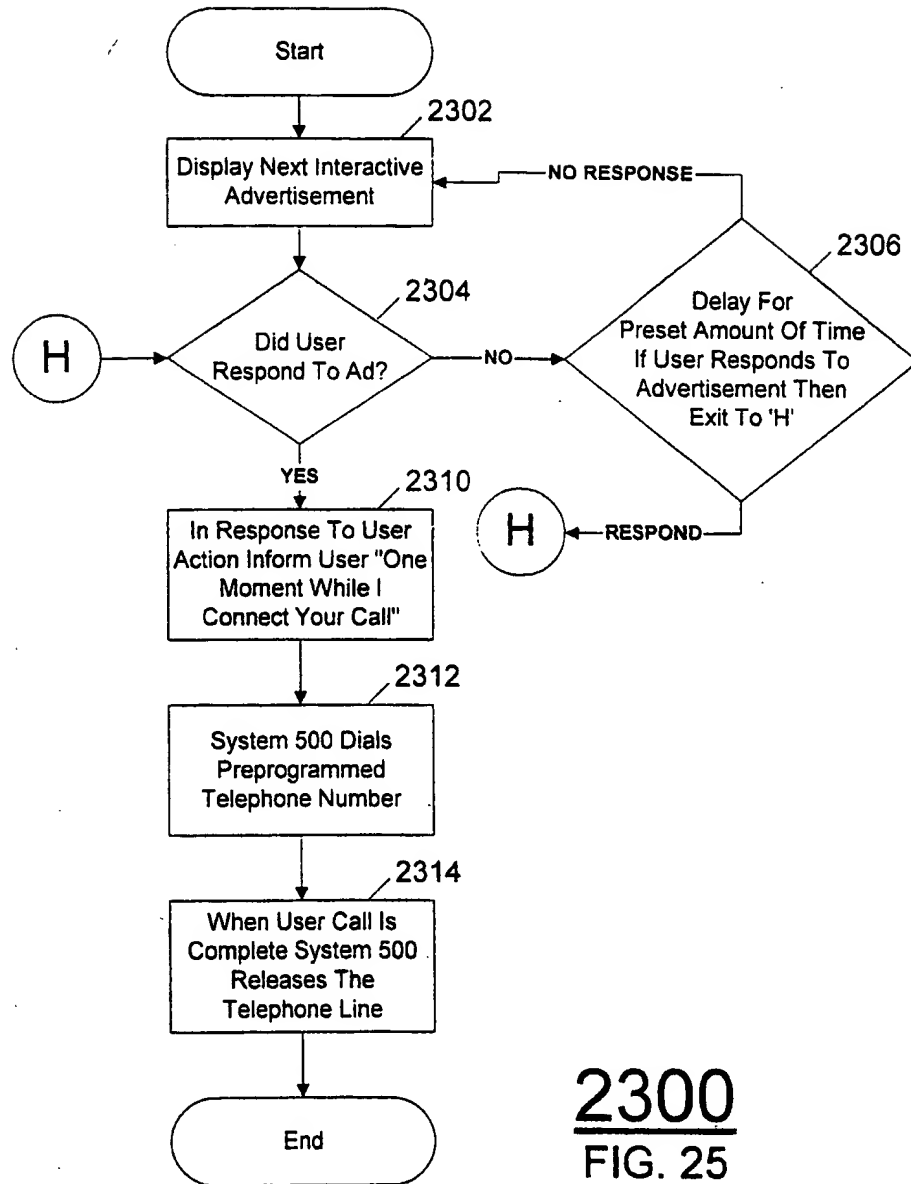 Start
2302
Display Next Interactive
Advertisement
NO RESPONSE
2306
Delay For
Preset Amount Of Time
If User Responds To
Advertisement Then
Exit To 'H'
2304
H
Did User
Respond To Ad?
NO
YES
2310
H
RESPOND
In Response To User
Action Inform User "One
Moment While I
Connect Your Call"
2312
System 500 Dials
Preprogrammed
Telephone Number
2314
When User Call Is
Complete System 500
Releases The
Telephone Line
End
2300
FIG. 25